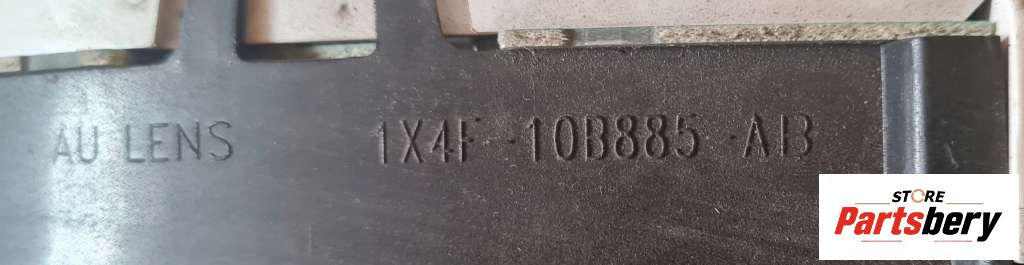 AU LENS 1X4F-10B885-AB
STORE
Partsbery